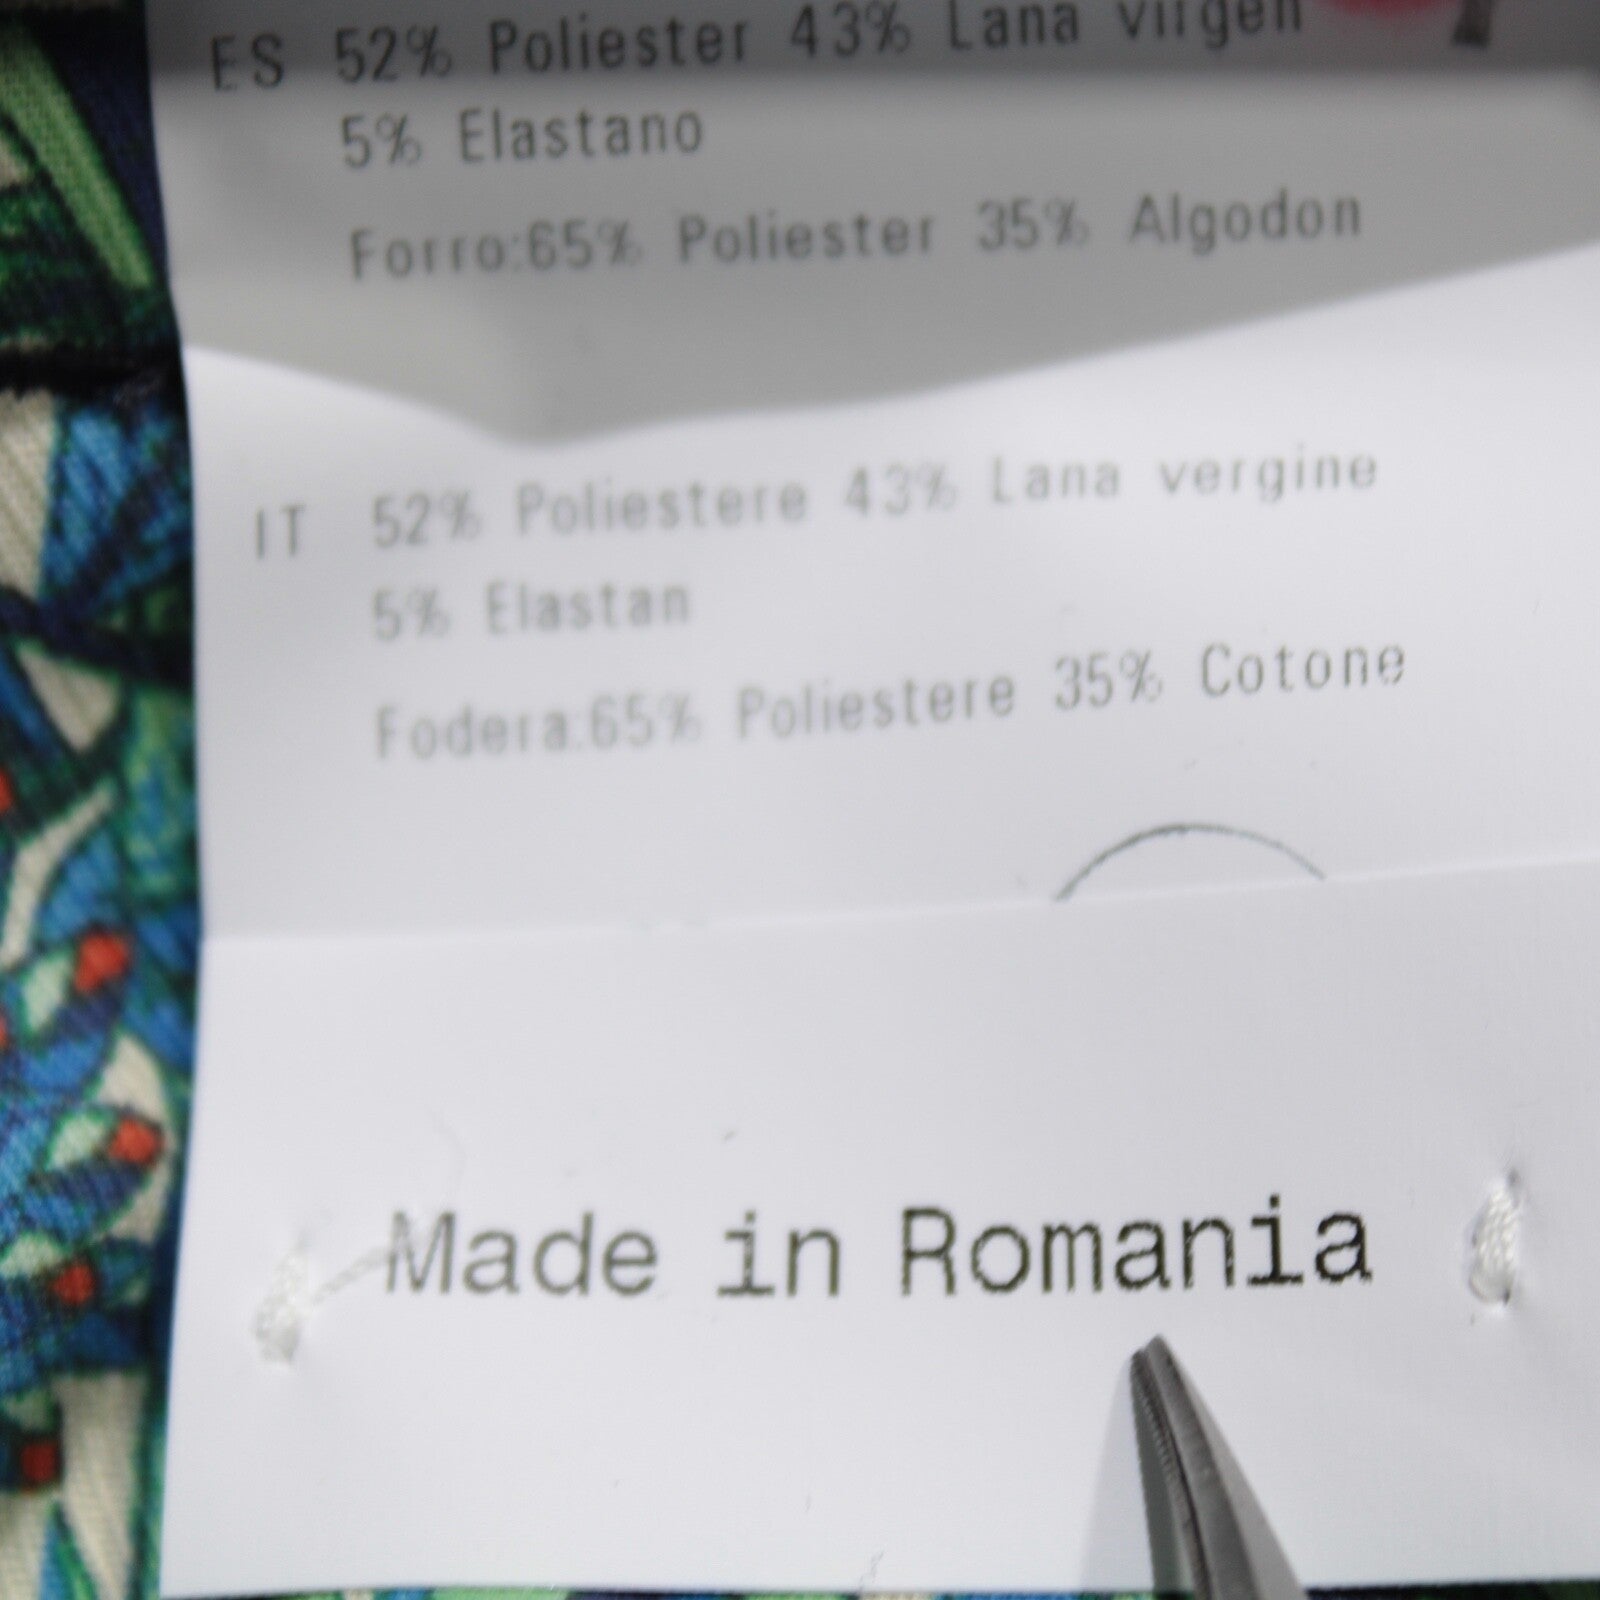 ES 52% Poliester 43% Lana virgen
5% Elastano
Forro:65% Poliester 35% Algodon
IT 52% Poliestere 43% Lana vergine
5% Elastan
Fodera:65% Poliestere 35% Cotone
Made in Romania